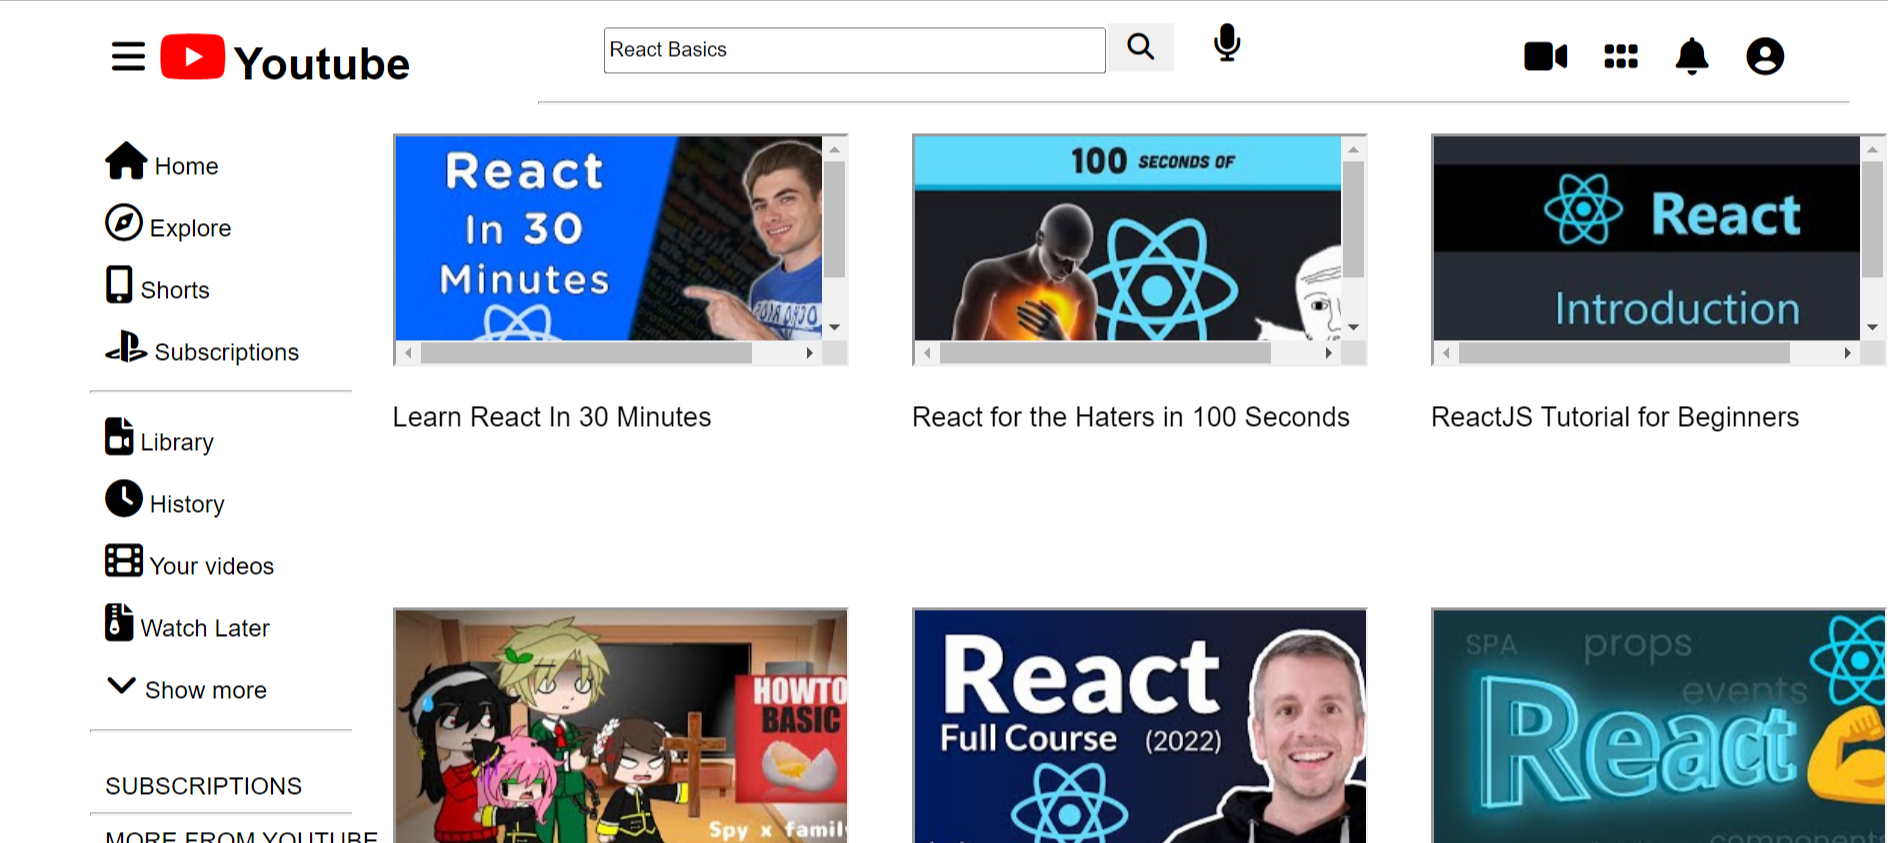 Youtube
React Basics
Home
Explore
Shorts
Subscriptions
Library
History
Your videos
Watch Later
Show more
SUBSCRIPTIONS
MORE FROM YOUTUBE
React
In 30
Minutes
Learn React In 30 Minutes
100 SECONDS OF
React for the Haters in 100 Seconds
React
Introduction
ReactJS Tutorial for Beginners
HOWTO
BASIC
Spy x family
React
Full Course (2022)
SPA props
events
React
components